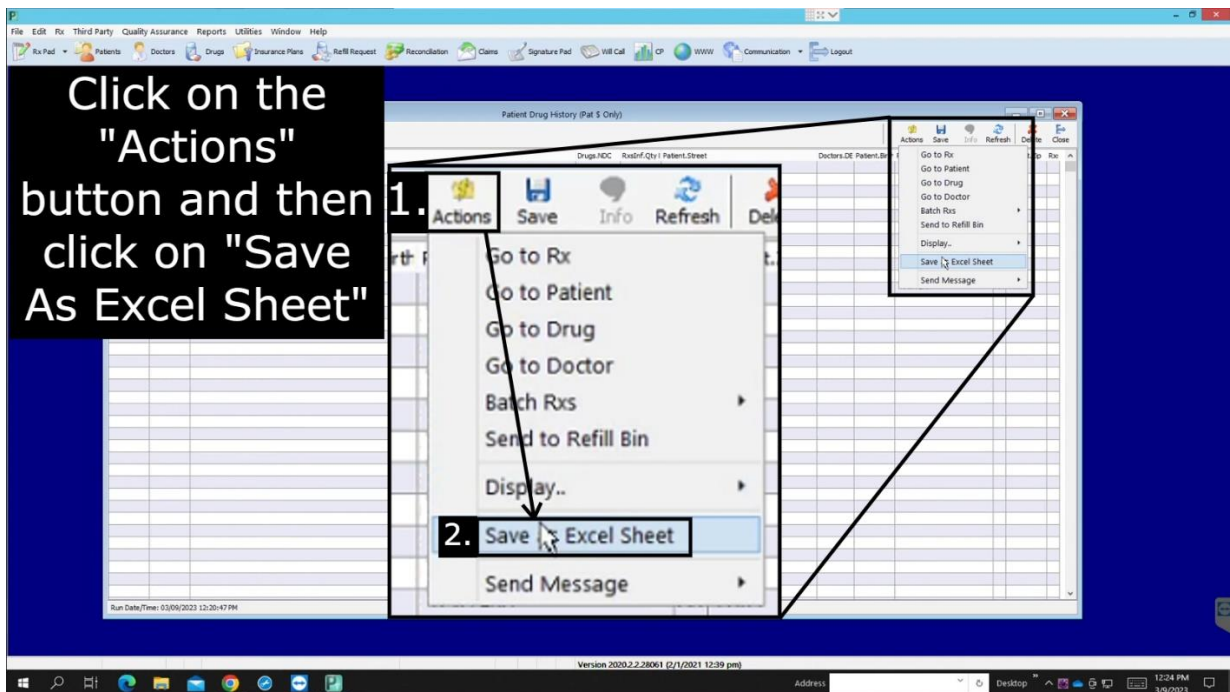 File Edit Rx Third Party Quality Assurance Reports Utilities Window Help
Rx Pad Patients Doctors Drugs Insurance Plans Refill Request Reconciliation Claims Signature Pad Will Call CP WWW Communication Logout
Click on the
"Actions"
button and then
click on "Save
As Excel Sheet"
Patient Drug History (Pat $ Only)
Actions Save Info Refresh Delete Close
Drugs.NDC RxsInf.Qty I Patient.Street Doctors.DE Patient.Bir
Go to Rx
Go to Patient
Go to Drug
Go to Doctor
Batch Rxs
Send to Refill Bin
Display..
Save as Excel Sheet
Send Message
1. Actions Save Info Refresh Dele
Go to Rx
Go to Patient
Go to Drug
Go to Doctor
Batch Rxs
Send to Refill Bin
Display..
2. Save as Excel Sheet
Send Message
Run Date/Time: 03/09/2023 12:20:47 PM
Version 2020.2.2.28061 (2/1/2021 12:39 pm)
Address Desktop 12:24 PM
3/9/2023